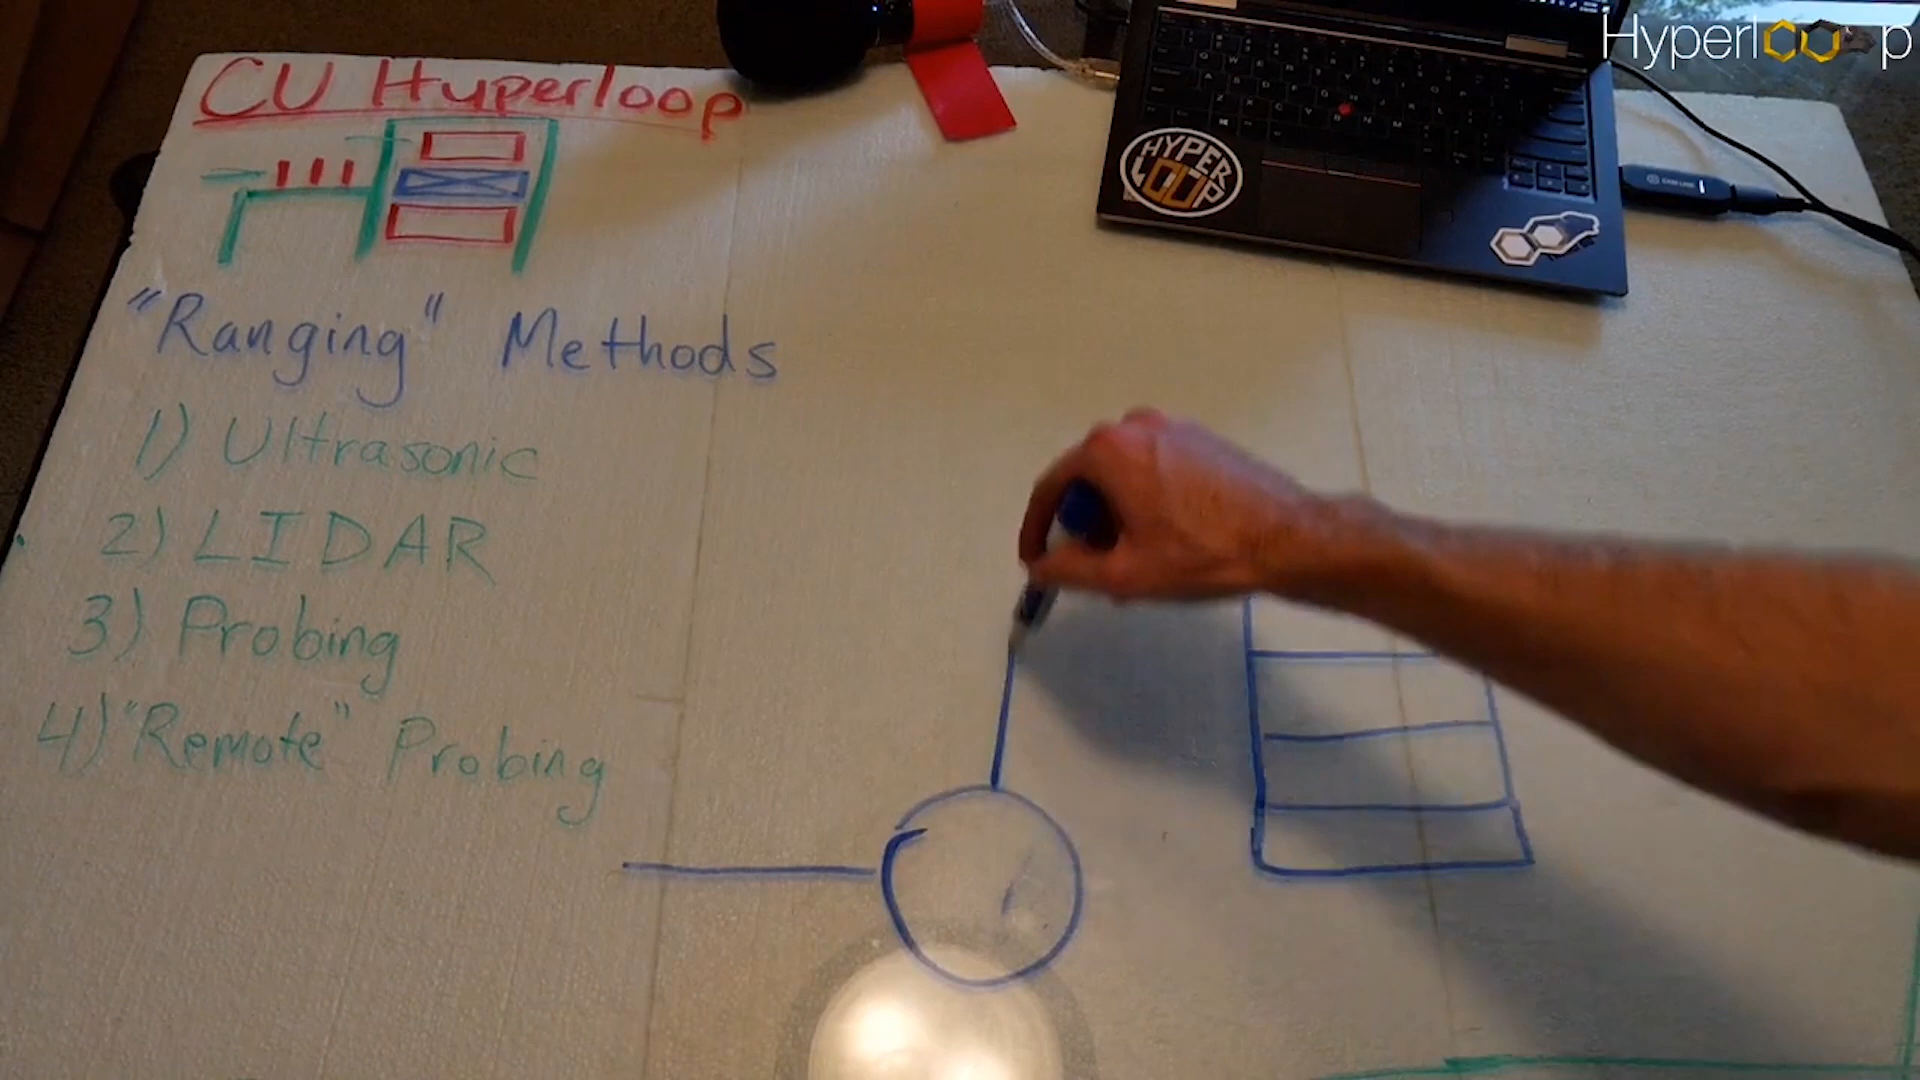 Hyperloop
CU Hyperloop
HYPER
LOOP
"Ranging" Methods
1) Ultrasonic
2) LIDAR
3) Probing
4) "Remote" Probing